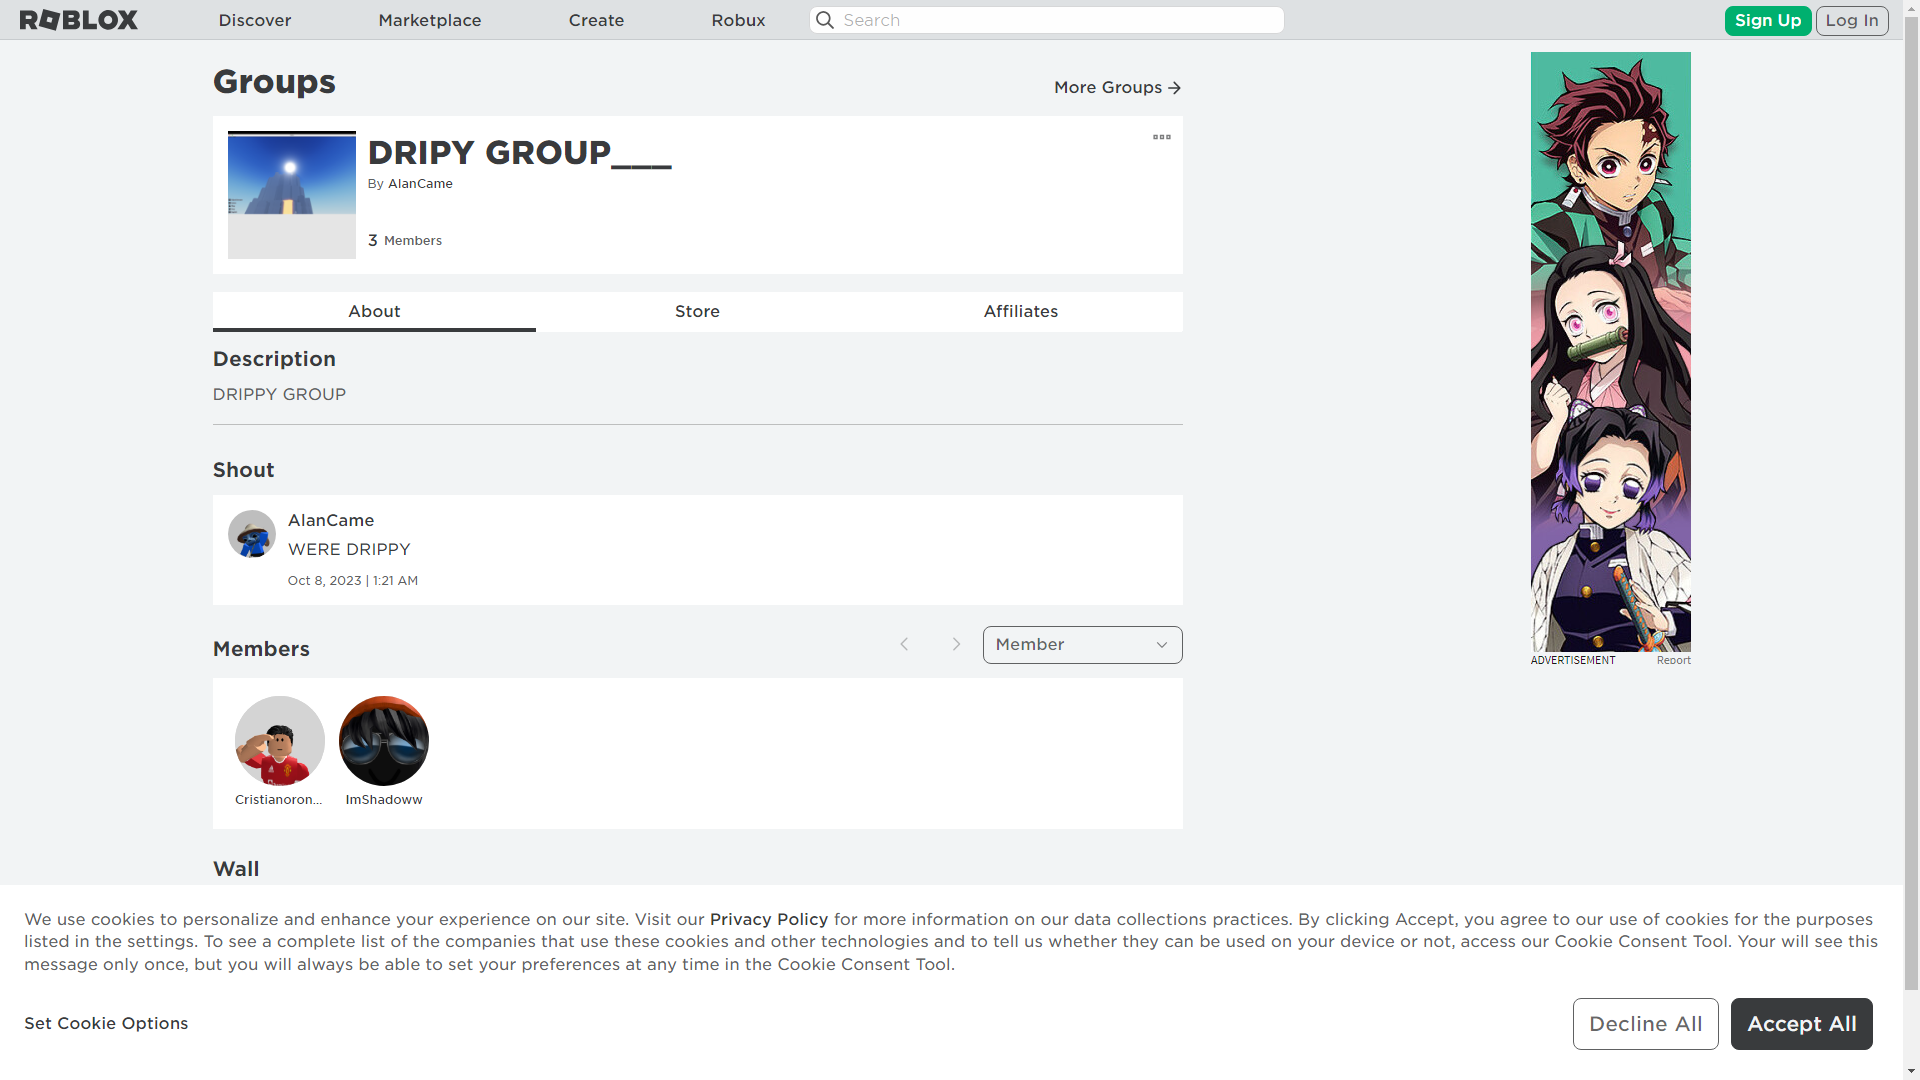 ROBLOX
Discover
Marketplace
Create
Robux
Search
Sign Up
Log In
Groups
More Groups
DRIPY GROUP___
By AlanCame
3 Members
About
Store
Affiliates
Description
DRIPPY GROUP
Shout
AlanCame
WERE DRIPPY
Oct 8, 2023 | 1:21 AM
Members
Member
Cristianoron...
ImShadoww
Wall
ADVERTISEMENT
Report
We use cookies to personalize and enhance your experience on our site. Visit our Privacy Policy for more information on our data collections practices. By clicking Accept, you agree to our use of cookies for the purposes
listed in the settings. To see a complete list of the companies that use these cookies and other technologies and to tell us whether they can be used on your device or not, access our Cookie Consent Tool. Your will see this
message only once, but you will always be able to set your preferences at any time in the Cookie Consent Tool.
Set Cookie Options
Decline All
Accept All